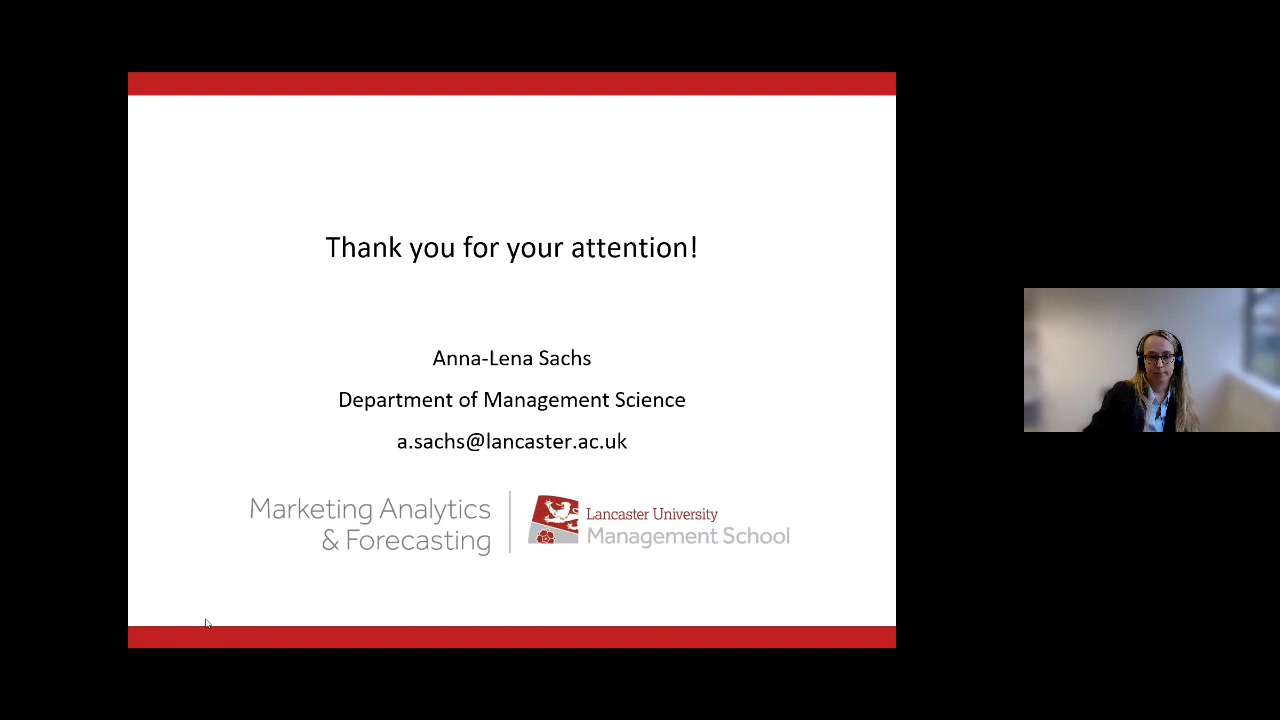 Thank you for your attention!
Anna-Lena Sachs
Department of Management Science
a.sachs@lancaster.ac.uk
Marketing Analytics
& Forecasting
Lancaster University
Management School